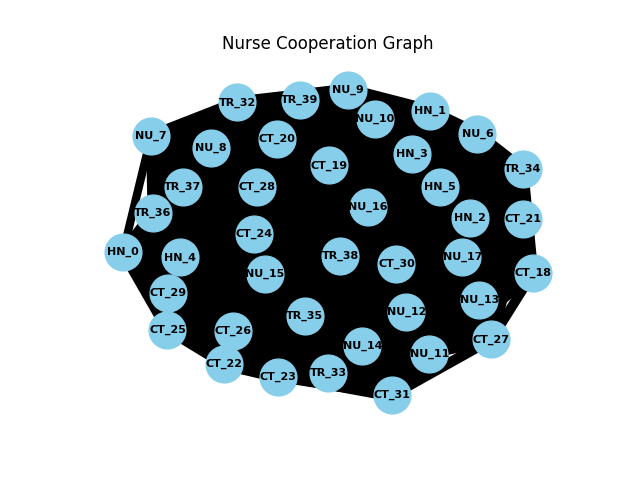 Nurse Cooperation Graph
NU_9
TR_39
TR_32
HN_1
NU_10
NU_6
NU_7
CT_20
NU_8
HN_3
CT_19
TR_34
TR_37
CT_28
HN_5
NU_16
TR_36
HN_2
CT_21
CT_24
HN_0
HN_4
TR_38
NU_17
CT_30
NU_15
CT_18
CT_29
NU_13
NU_12
TR_35
CT_25
CT_26
CT_27
NU_14
NU_11
CT_22
TR_33
CT_23
CT_31